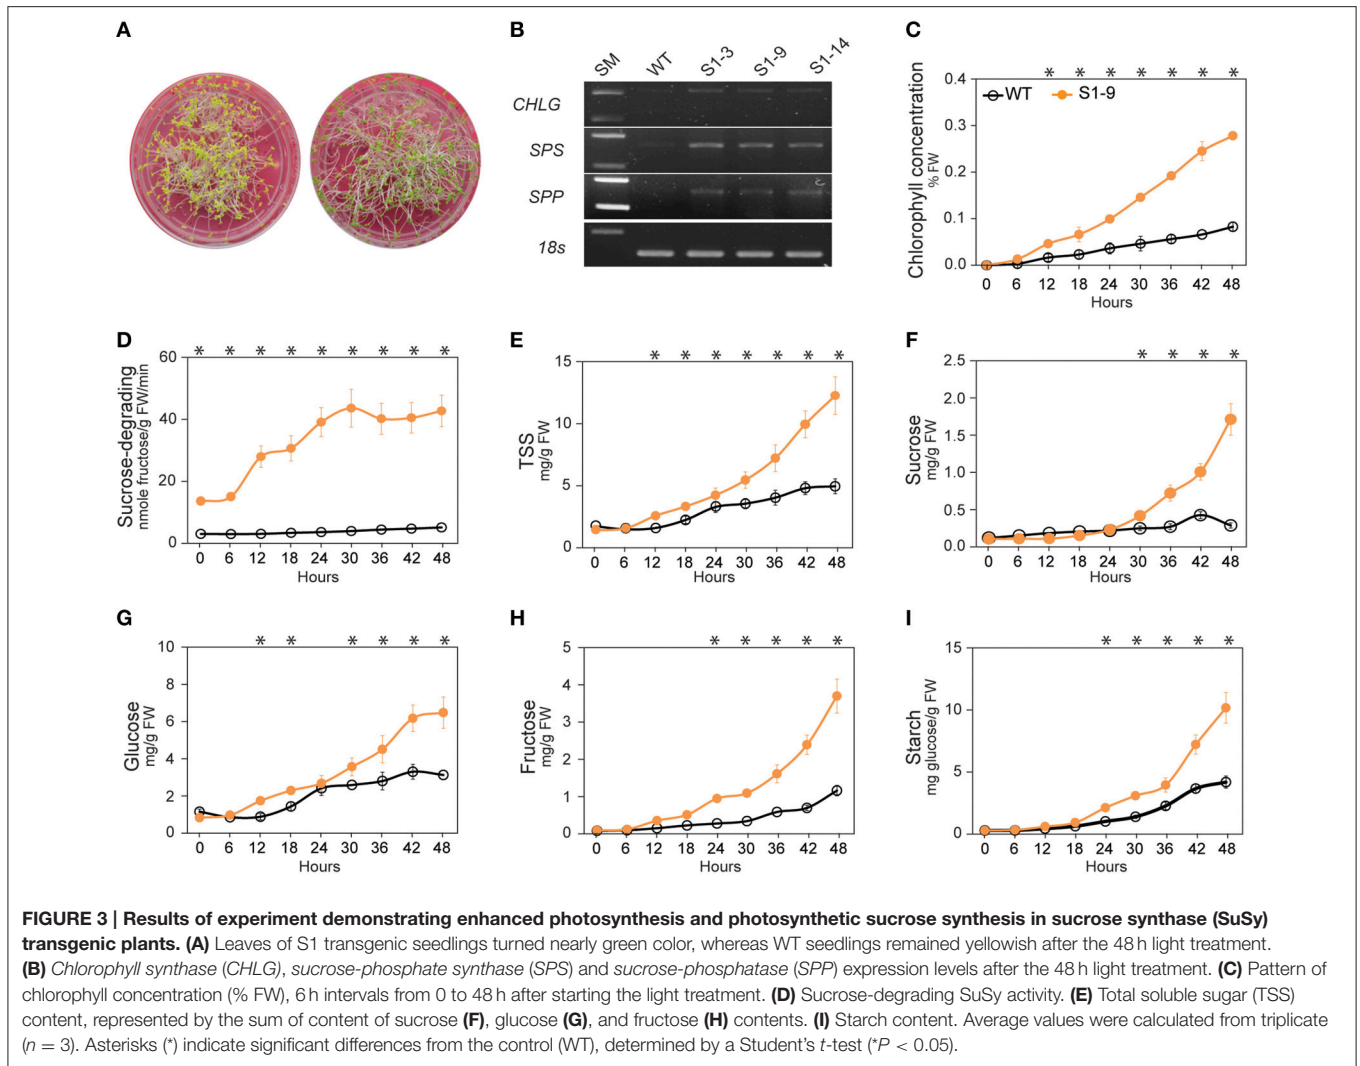 A
B
SM WT S1-3 S1-9 S1-14
CHLG
SPS
SPP
18s
C
* * * * * * *
0.4
0.3
0.2
0.1
0.0
Chlorophyll concentration
% FW
WT S1-9
0 6 12 18 24 30 36 42 48
Hours
D
* * * * * * * * *
60
40
20
0
Sucrose-degrading
nmole fructose/g FW/min
0 6 12 18 24 30 36 42 48
Hours
E
* * * * * * *
15
10
5
0
TSS
mg/g FW
0 6 12 18 24 30 36 42 48
Hours
F
* * * *
2.5
2.0
1.5
1.0
0.5
0.0
Sucrose
mg/g FW
0 6 12 18 24 30 36 42 48
Hours
G
* * * * * *
10
8
6
4
2
0
Glucose
mg/g FW
0 6 12 18 24 30 36 42 48
Hours
H
* * * * *
5
4
3
2
1
0
Fructose
mg/g FW
0 6 12 18 24 30 36 42 48
Hours
I
* * * * *
15
10
5
0
Starch
mg glucose/g FW
0 6 12 18 24 30 36 42 48
Hours
FIGURE 3 | Results of experiment demonstrating enhanced photosynthesis and photosynthetic sucrose synthesis in sucrose synthase (SuSy)
transgenic plants. (A) Leaves of S1 transgenic seedlings turned nearly green color, whereas WT seedlings remained yellowish after the 48 h light treatment.
(B) Chlorophyll synthase (CHLG), sucrose-phosphate synthase (SPS) and sucrose-phosphatase (SPP) expression levels after the 48 h light treatment. (C) Pattern of
chlorophyll concentration (% FW), 6 h intervals from 0 to 48 h after starting the light treatment. (D) Sucrose-degrading SuSy activity. (E) Total soluble sugar (TSS)
content, represented by the sum of content of sucrose (F), glucose (G), and fructose (H) contents. (I) Starch content. Average values were calculated from triplicate
(n = 3). Asterisks (*) indicate significant differences from the control (WT), determined by a Student's t-test (*P < 0.05).